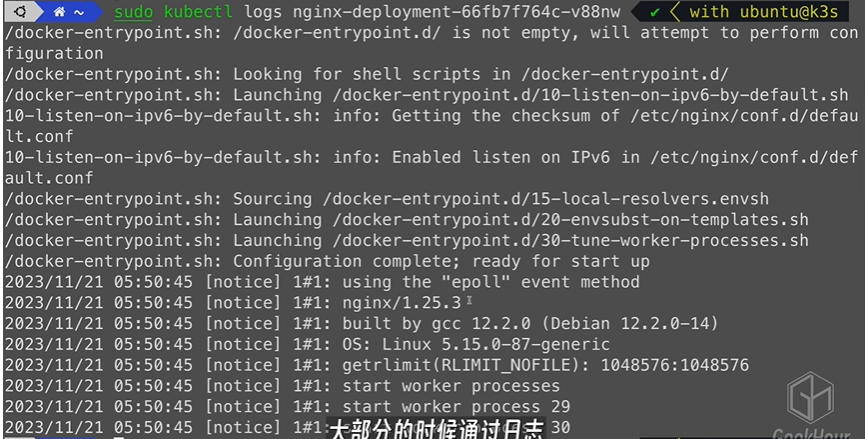 ~ sudo kubectl logs nginx-deployment-66fb7f764c-v88nw ✔ with ubuntu@k3s
/docker-entrypoint.sh: /docker-entrypoint.d/ is not empty, will attempt to perform con
figuration
/docker-entrypoint.sh: Looking for shell scripts in /docker-entrypoint.d/
/docker-entrypoint.sh: Launching /docker-entrypoint.d/10-listen-on-ipv6-by-default.sh
10-listen-on-ipv6-by-default.sh: info: Getting the checksum of /etc/nginx/conf.d/defau
lt.conf
10-listen-on-ipv6-by-default.sh: info: Enabled listen on IPv6 in /etc/nginx/conf.d/def
ault.conf
/docker-entrypoint.sh: Sourcing /docker-entrypoint.d/15-local-resolvers.envsh
/docker-entrypoint.sh: Launching /docker-entrypoint.d/20-envsubst-on-templates.sh
/docker-entrypoint.sh: Launching /docker-entrypoint.d/30-tune-worker-processes.sh
/docker-entrypoint.sh: Configuration complete; ready for start up
2023/11/21 05:50:45 [notice] 1#1: using the "epoll" event method
2023/11/21 05:50:45 [notice] 1#1: nginx/1.25.3
2023/11/21 05:50:45 [notice] 1#1: built by gcc 12.2.0 (Debian 12.2.0-14)
2023/11/21 05:50:45 [notice] 1#1: OS: Linux 5.15.0-87-generic
2023/11/21 05:50:45 [notice] 1#1: getrlimit(RLIMIT_NOFILE): 1048576:1048576
2023/11/21 05:50:45 [notice] 1#1: start worker processes
2023/11/21 05:50:45 [notice] 1#1: start worker process 29
2023/11/21 05:50:45 [notice] 30
大部分的时候通过日志
GeekHour